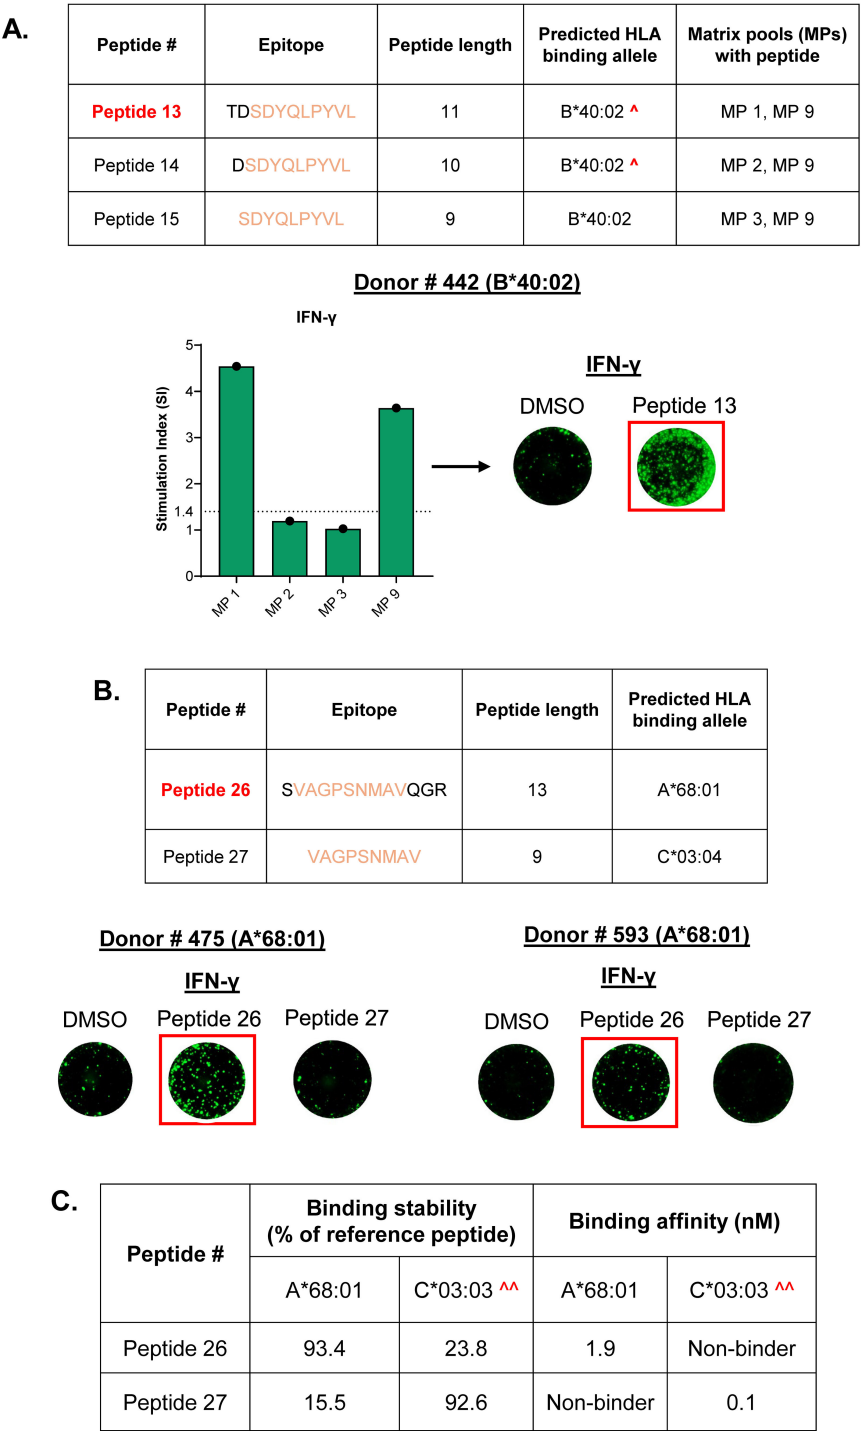 A.
Peptide # Epitope Peptide length Predicted HLA binding allele Matrix pools (MPs) with peptide
Peptide 13 TDSDYQLPYVL 11 B*40:02 ^ MP 1, MP 9
Peptide 14 DSDYQLPYVL 10 B*40:02 ^ MP 2, MP 9
Peptide 15 SDYQLPYVL 9 B*40:02 MP 3, MP 9
Donor # 442 (B*40:02)
IFN-γ
Stimulation Index (SI)
5
4
3
2
1.4
1
0
MP 1 MP 2 MP 3 MP 9
IFN-γ
DMSO Peptide 13
B.
Peptide # Epitope Peptide length Predicted HLA binding allele
Peptide 26 SVAGPSNMAVQGR 13 A*68:01
Peptide 27 VAGPSNMAV 9 C*03:04
Donor # 475 (A*68:01)
IFN-γ
DMSO Peptide 26 Peptide 27
Donor # 593 (A*68:01)
IFN-γ
DMSO Peptide 26 Peptide 27
C.
Peptide # Binding stability (% of reference peptide) Binding affinity (nM)
A*68:01 C*03:03 ^^ A*68:01 C*03:03 ^^
Peptide 26 93.4 23.8 1.9 Non-binder
Peptide 27 15.5 92.6 Non-binder 0.1